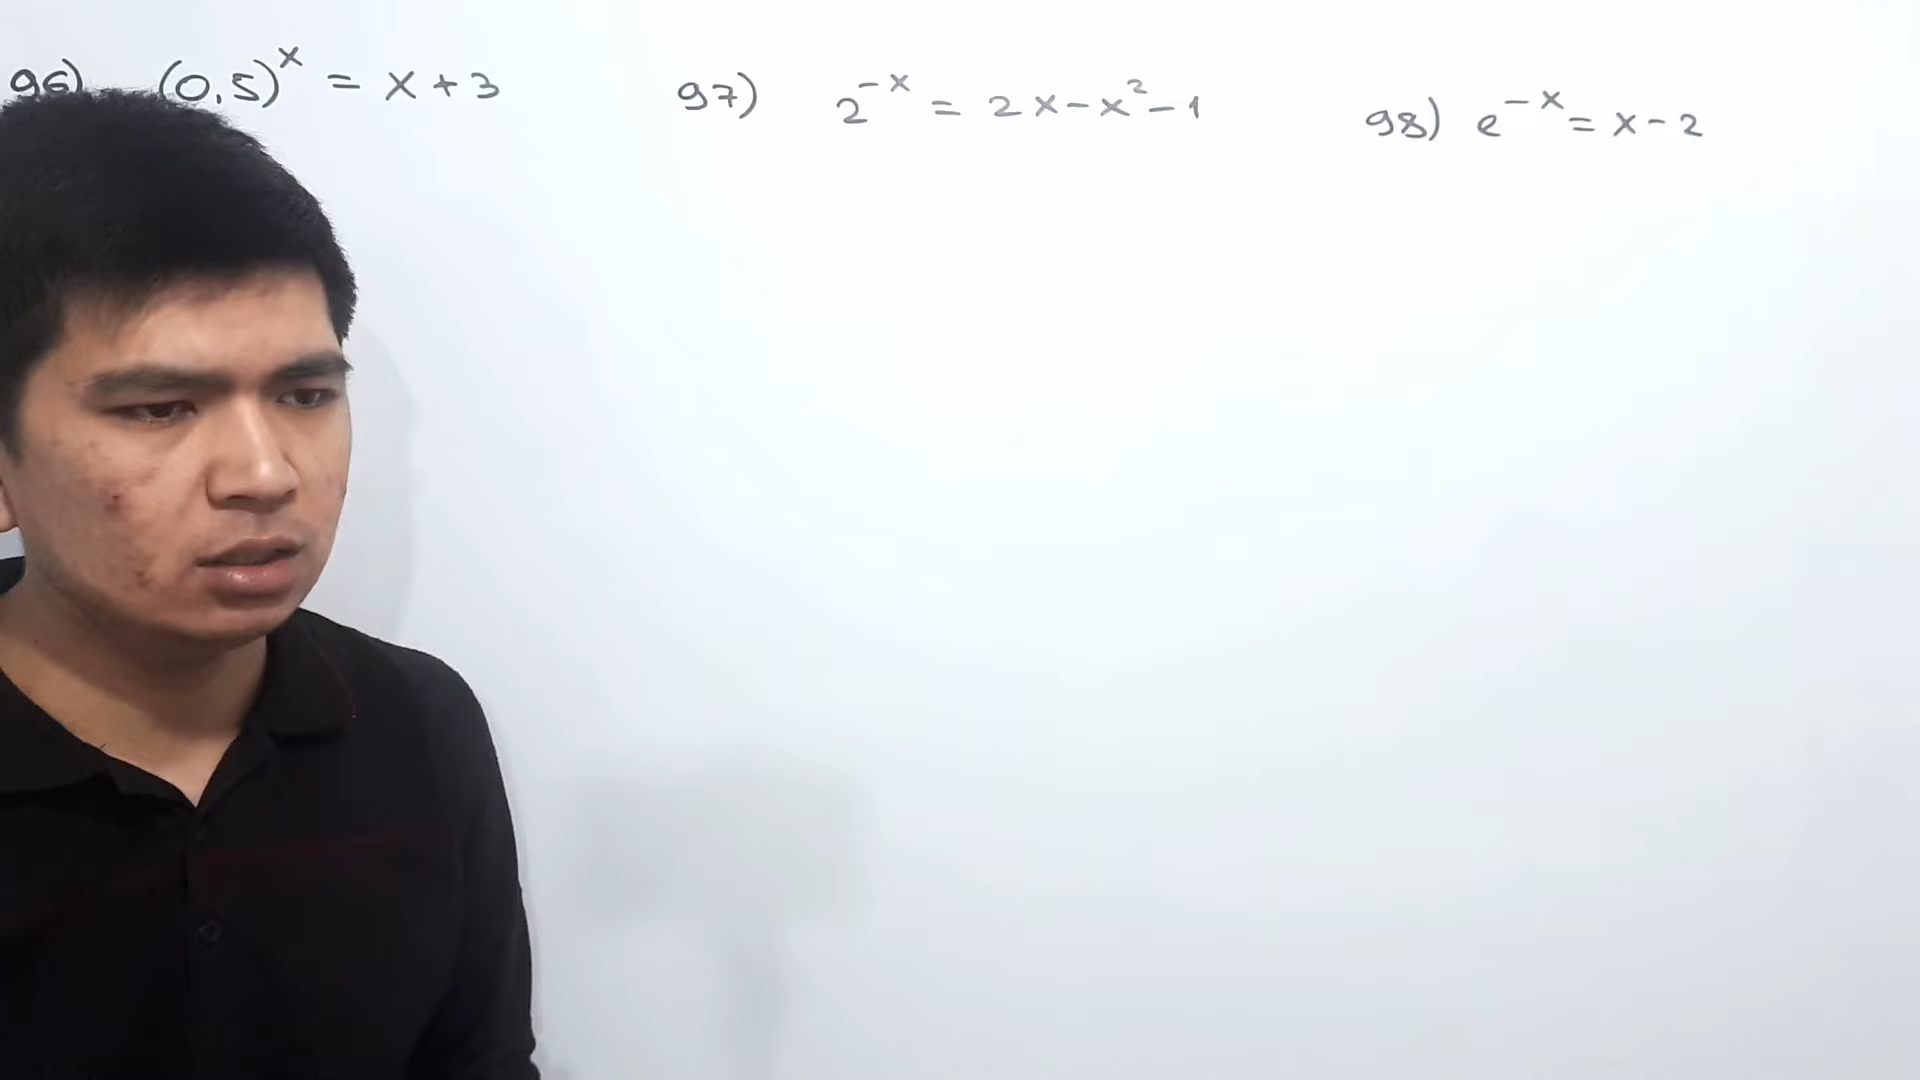 96) (0,5)^x = x + 3
97) 2^-x = 2x - x^2 - 1
98) e^-x = x - 2